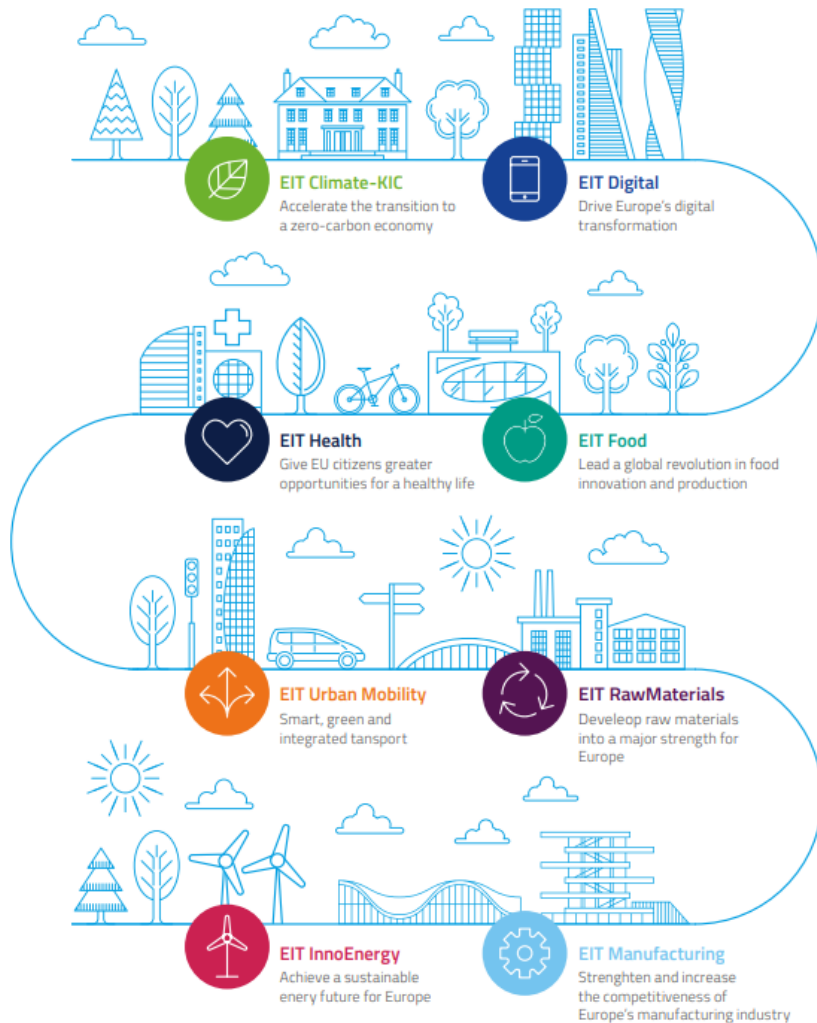 EIT Climate-KIC
Accelerate the transition to
a zero-carbon economy
EIT Digital
Drive Europe's digital
transformation
EIT Health
Give EU citizens greater
opportunities for a healthy life
EIT Food
Lead a global revolution in food
innovation and production
EIT Urban Mobility
Smart, green and
integrated tansport
EIT RawMaterials
Develeop raw materials
into a major strength for
Europe
EIT InnoEnergy
Achieve a sustainable
enery future for Europe
EIT Manufacturing
Strenghten and increase
the competitiveness of
Europe's manufacturing industry